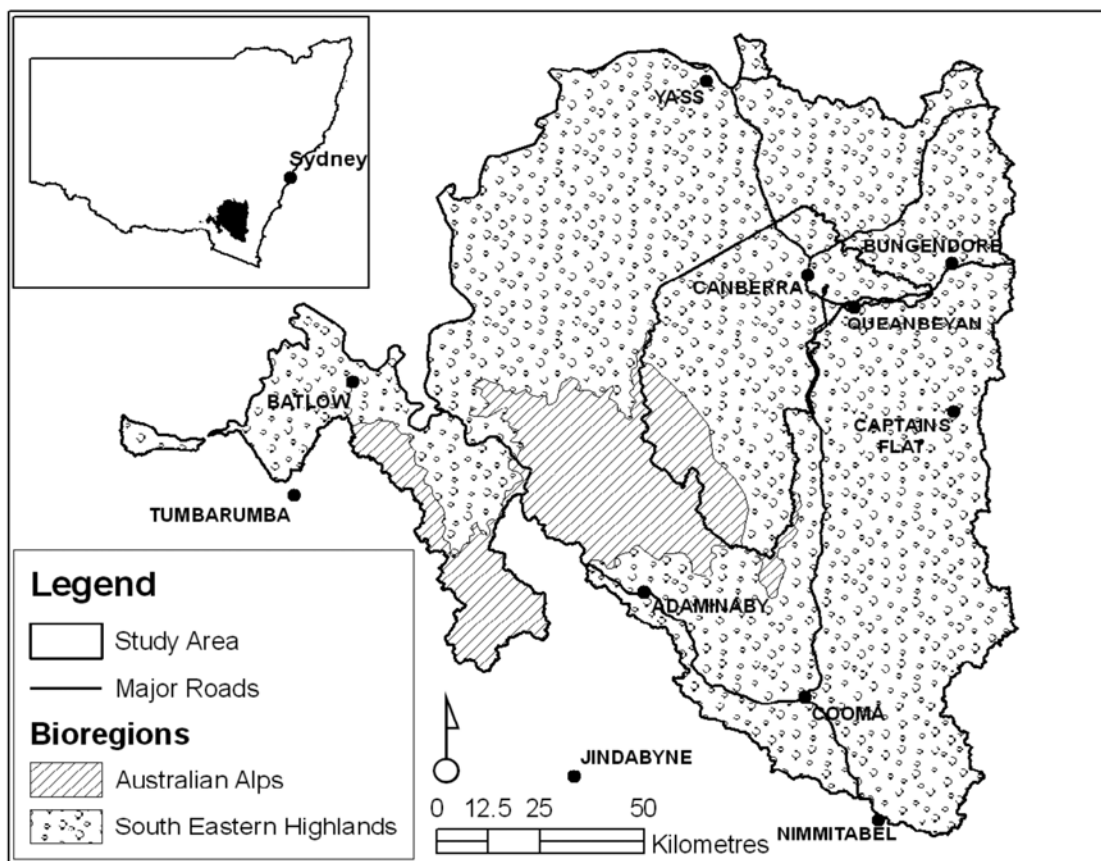 Sydney
YASS
BUNGENDORE
CANBERRA
QUEANBEYAN
BATLOW
CAPTAINS
FLAT
TUMBARUMBA
ADAMINABY
COOMA
JINDABYNE
NIMMITABEL
Legend
Study Area
Major Roads
Bioregions
Australian Alps
South Eastern Highlands
0 12.5 25 50
Kilometres